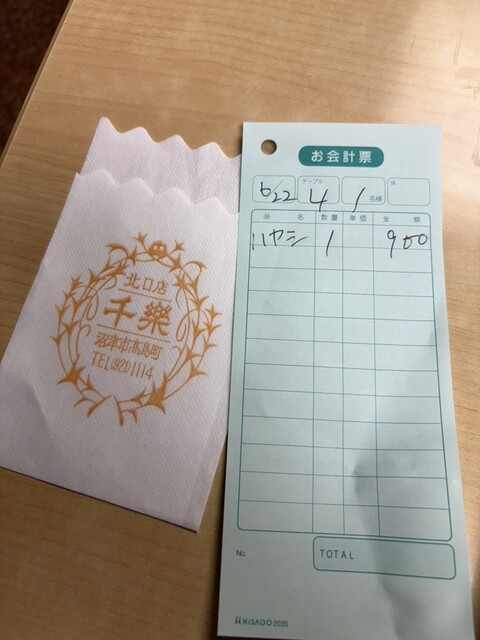 北口店
千樂
沼津市高島町
TEL(921)1114
お会計票
6/22
テーブル
4
1名様
係
品名 数量 単価 金額
ハヤシ 1 900
No.
TOTAL
HISAGO 2035